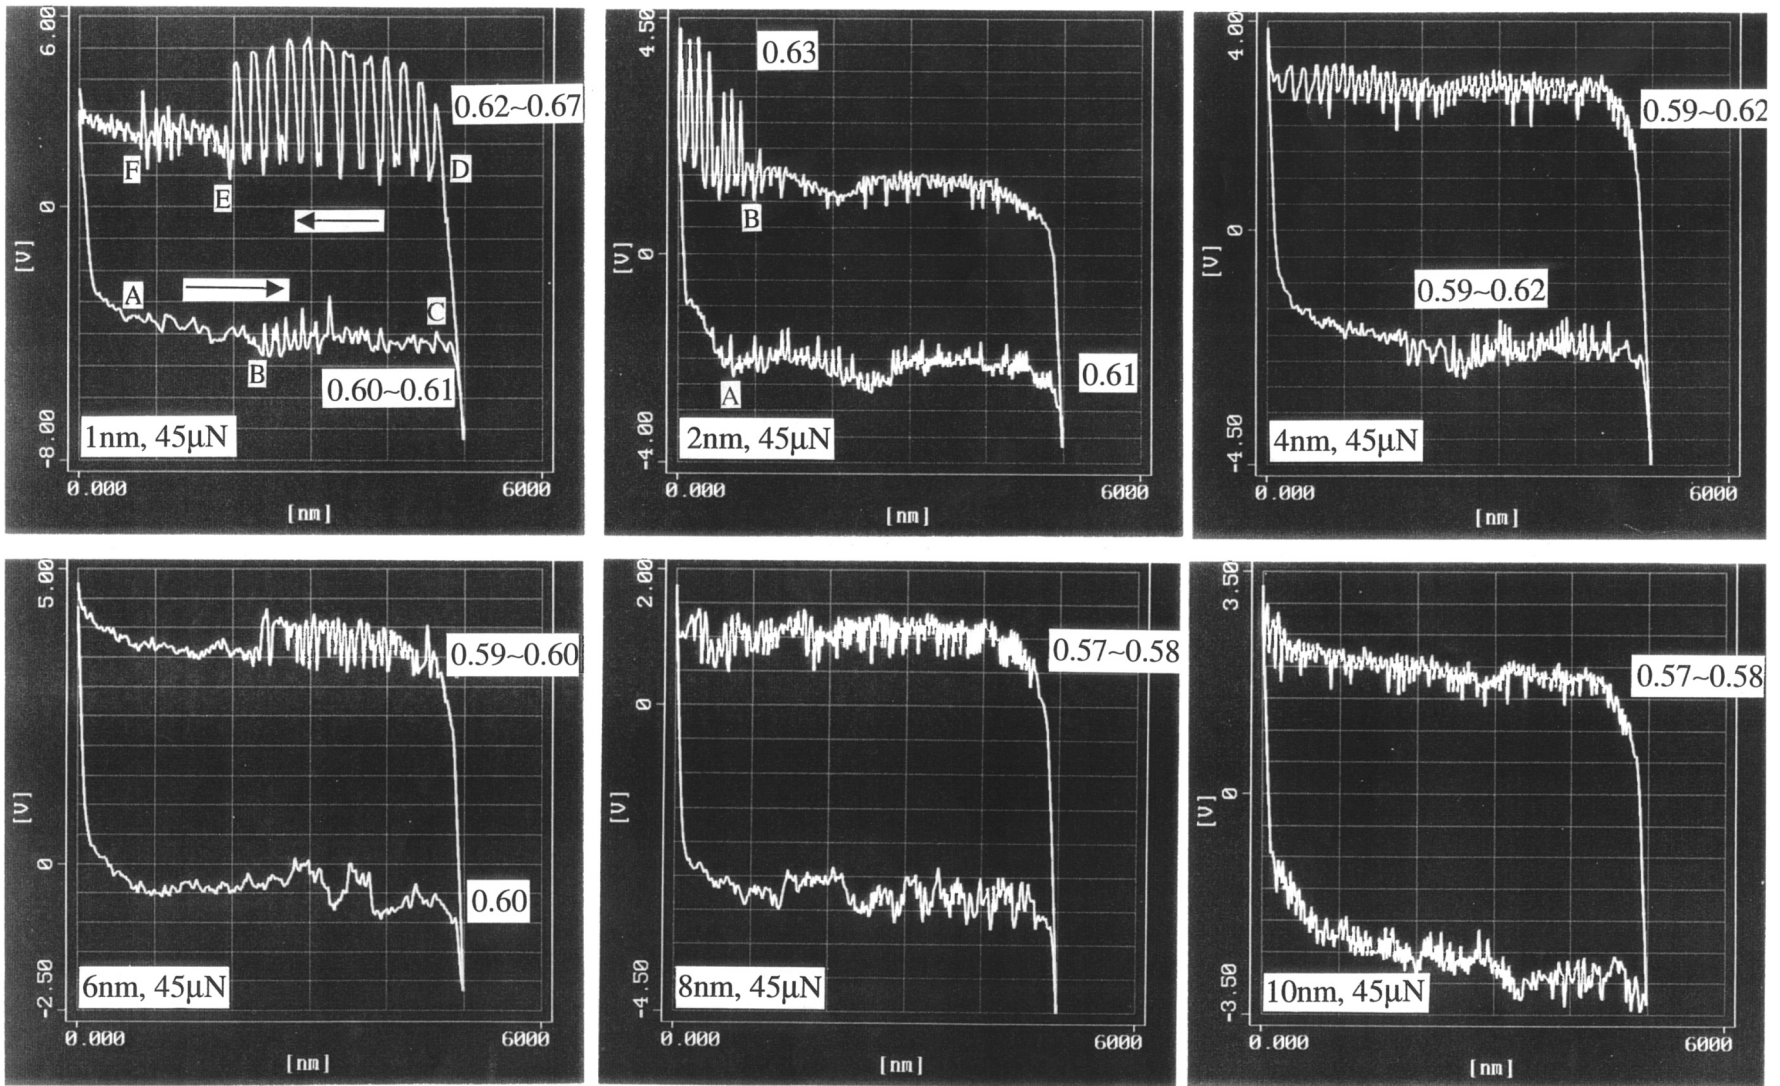 6.00
0.62~0.67
F
D
E
0
[V]
A
C
B
0.60~0.61
1nm, 45μN
-8.00
0.000
6000
[nm]
4.50
0.63
B
0
[V]
0.61
A
2nm, 45μN
-4.00
0.000
6000
[nm]
4.00
0.59~0.62
0
[V]
0.59~0.62
4nm, 45μN
-4.50
0.000
6000
[nm]
5.00
0.59~0.60
[V]
0
0.60
6nm, 45μN
-2.50
0.000
6000
[nm]
2.00
0.57~0.58
0
[V]
8nm, 45μN
-4.50
0.000
6000
[nm]
3.50
0.57~0.58
0
[V]
10nm, 45μN
-3.50
0.000
6000
[nm]